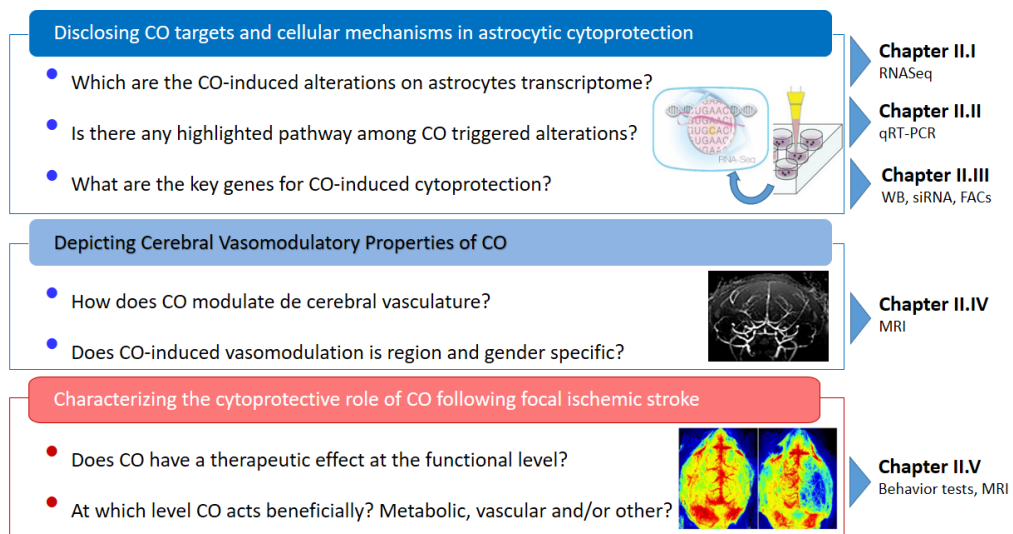 Disclosing CO targets and cellular mechanisms in astrocytic cytoprotection
Which are the CO-induced alterations on astrocytes transcriptome?
Is there any highlighted pathway among CO triggered alterations?
What are the key genes for CO-induced cytoprotection?
UGAAC
GUGCAC
UGAAC
RNA-Seq
Chapter II.I
RNASeq
Chapter II.II
qRT-PCR
Chapter II.III
WB, siRNA, FACs
Depicting Cerebral Vasomodulatory Properties of CO
How does CO modulate de cerebral vasculature?
Does CO-induced vasomodulation is region and gender specific?
Chapter II.IV
MRI
Characterizing the cytoprotective role of CO following focal ischemic stroke
Does CO have a therapeutic effect at the functional level?
At which level CO acts beneficially? Metabolic, vascular and/or other?
Chapter II.V
Behavior tests, MRI